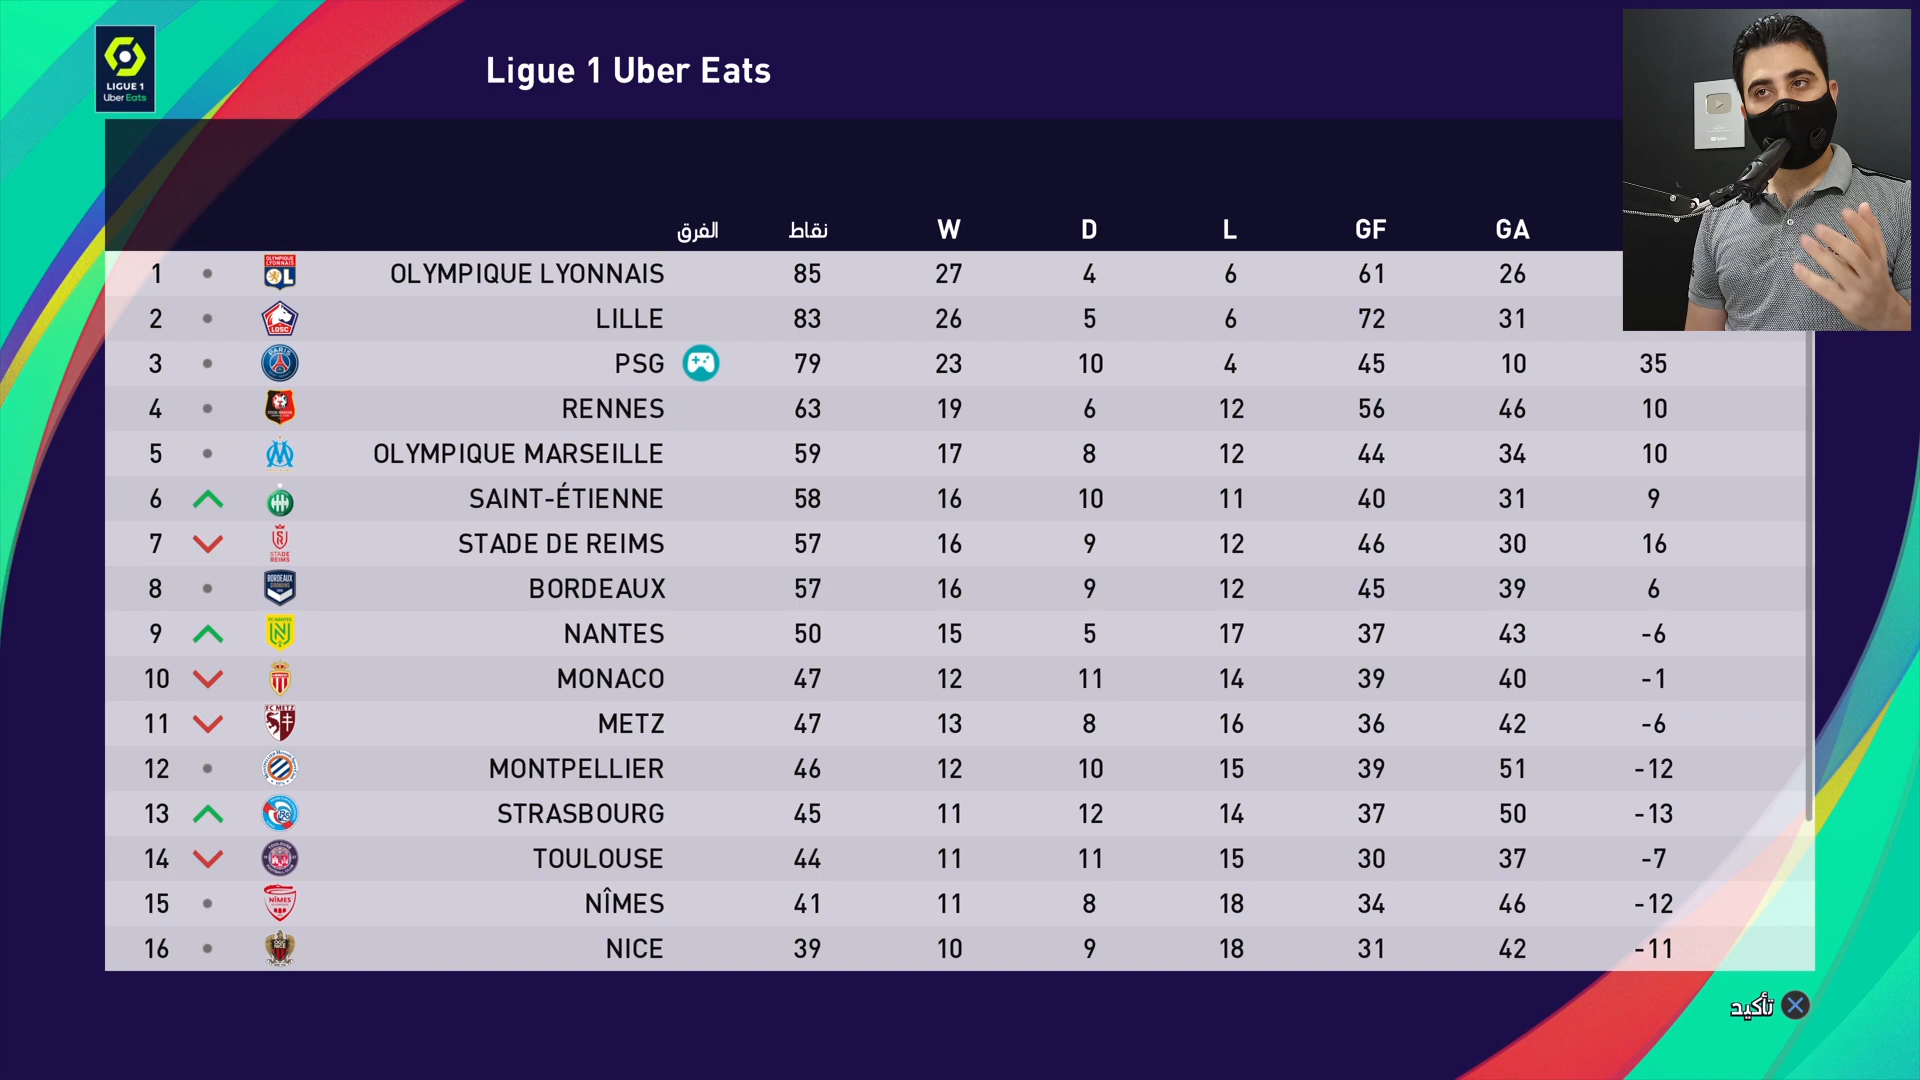 LIGUE 1
Uber Eats
Ligue 1 Uber Eats
الفرق نقاط W D L GF GA
1 OLYMPIQUE LYONNAIS 85 27 4 6 61 26
2 LILLE 83 26 5 6 72 31
3 PSG 79 23 10 4 45 10 35
4 RENNES 63 19 6 12 56 46 10
5 OLYMPIQUE MARSEILLE 59 17 8 12 44 34 10
6 SAINT-ÉTIENNE 58 16 10 11 40 31 9
7 STADE DE REIMS 57 16 9 12 46 30 16
8 BORDEAUX 57 16 9 12 45 39 6
9 NANTES 50 15 5 17 37 43 -6
10 MONACO 47 12 11 14 39 40 -1
11 METZ 47 13 8 16 36 42 -6
12 MONTPELLIER 46 12 10 15 39 51 -12
13 STRASBOURG 45 11 12 14 37 50 -13
14 TOULOUSE 44 11 11 15 30 37 -7
15 NÎMES 41 11 8 18 34 46 -12
16 NICE 39 10 9 18 31 42 -11
تأكيد